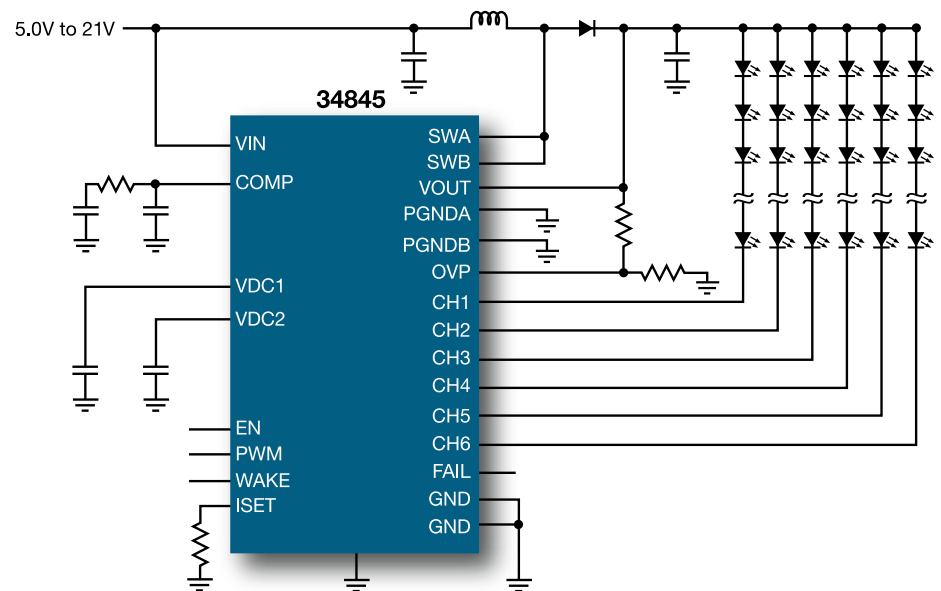 5.0V to 21V
34845
VIN
COMP
VDC1
VDC2
EN
PWM
WAKE
ISET
SWA
SWB
VOUT
PGNDA
PGNDB
OVP
CH1
CH2
CH3
CH4
CH5
CH6
FAIL
GND
GND